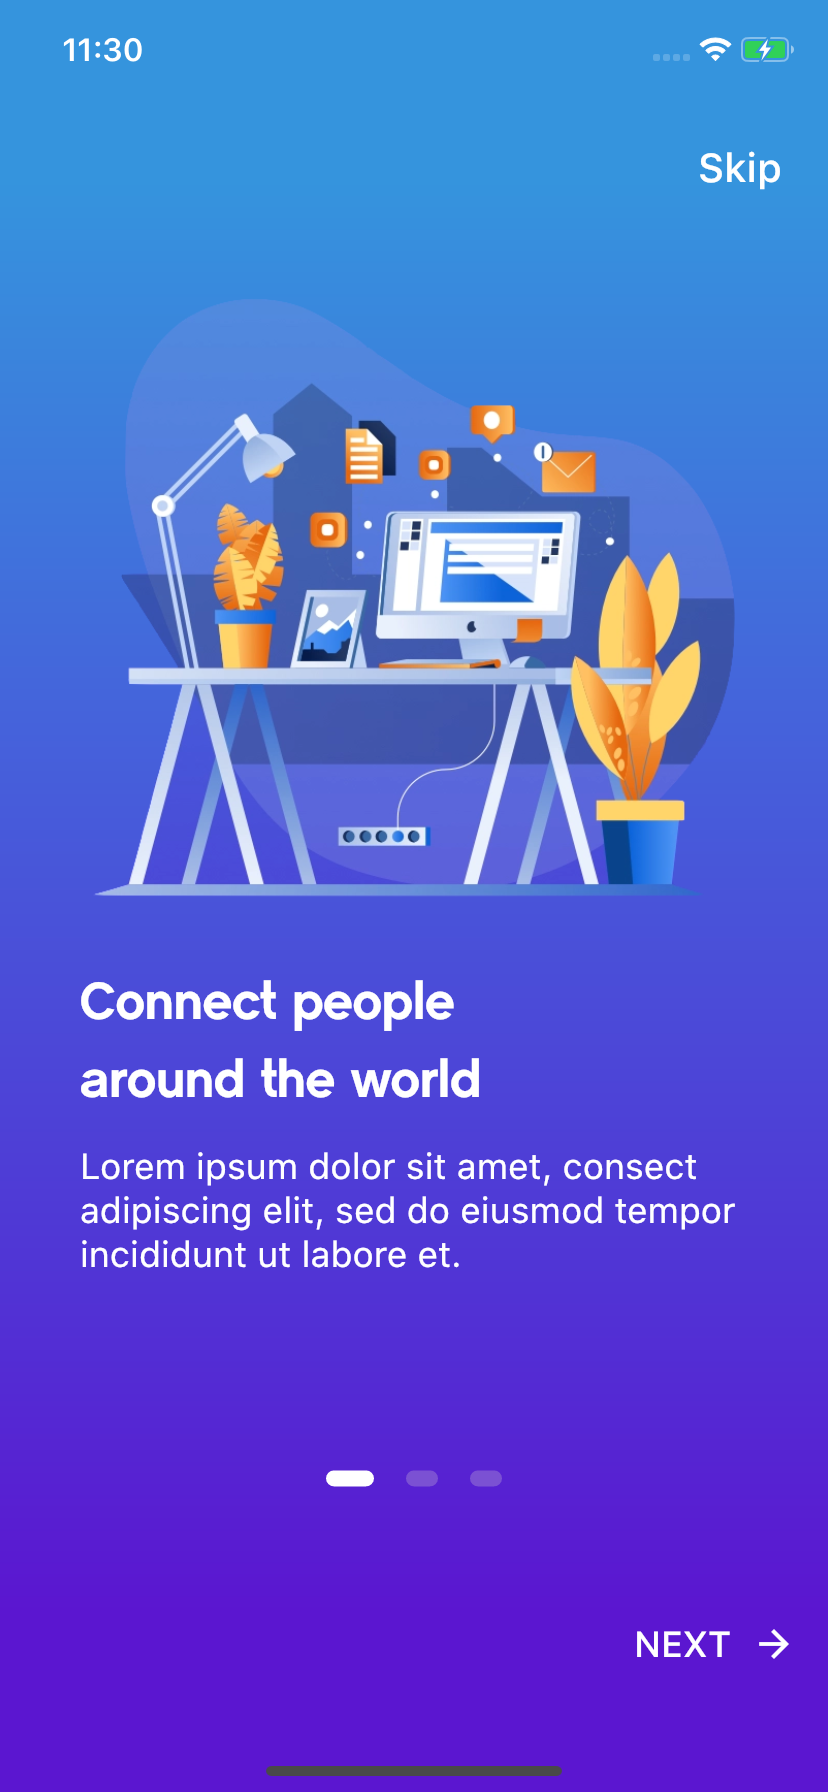 11:30
Skip
Connect people
around the world
Lorem ipsum dolor sit amet, consect
adipiscing elit, sed do eiusmod tempor
incididunt ut labore et.
NEXT